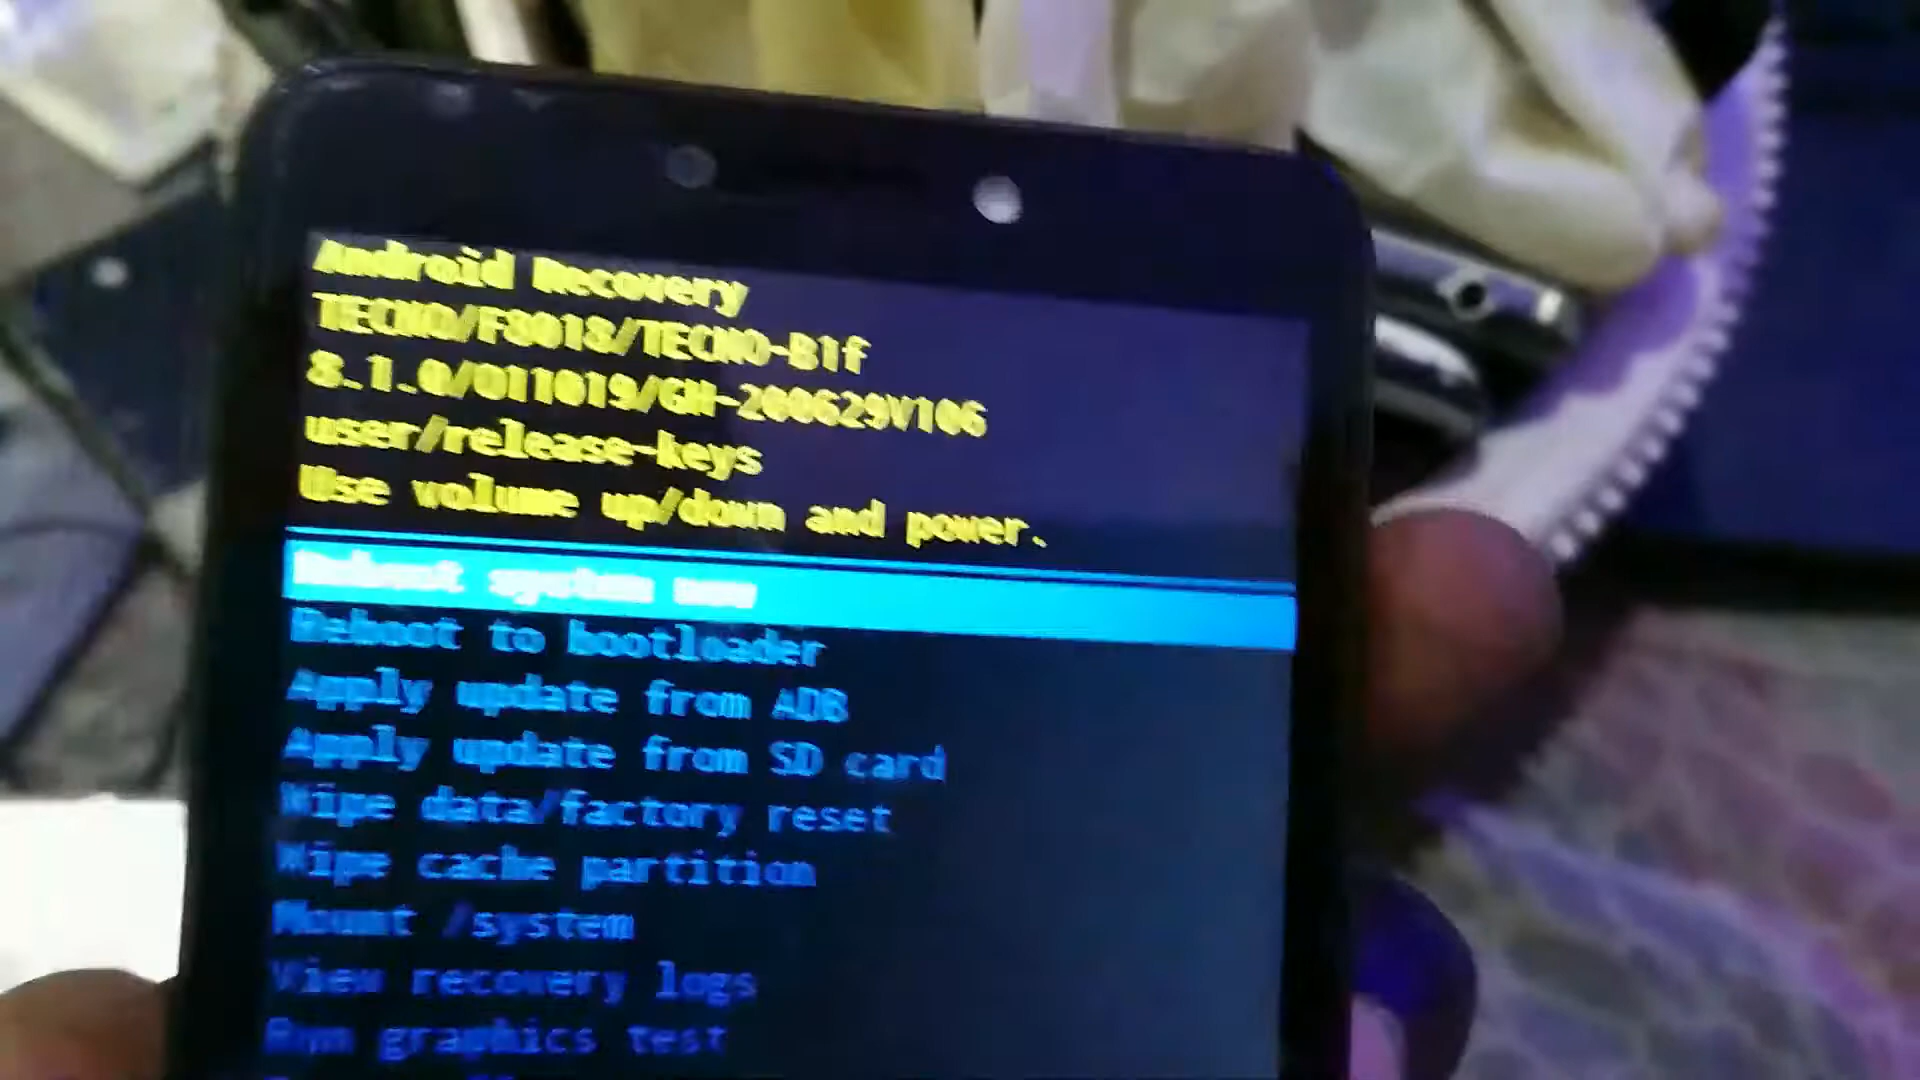 Android Recovery
TECNO/F8018/TECNO-B1f
8.1.0/O11019/GH-200629V106
user/release-keys
Use volume up/down and power.
Reboot system now
Reboot to bootloader
Apply update from ADB
Apply update from SD card
Wipe data/factory reset
Wipe cache partition
Mount /system
View recovery logs
Run graphics test